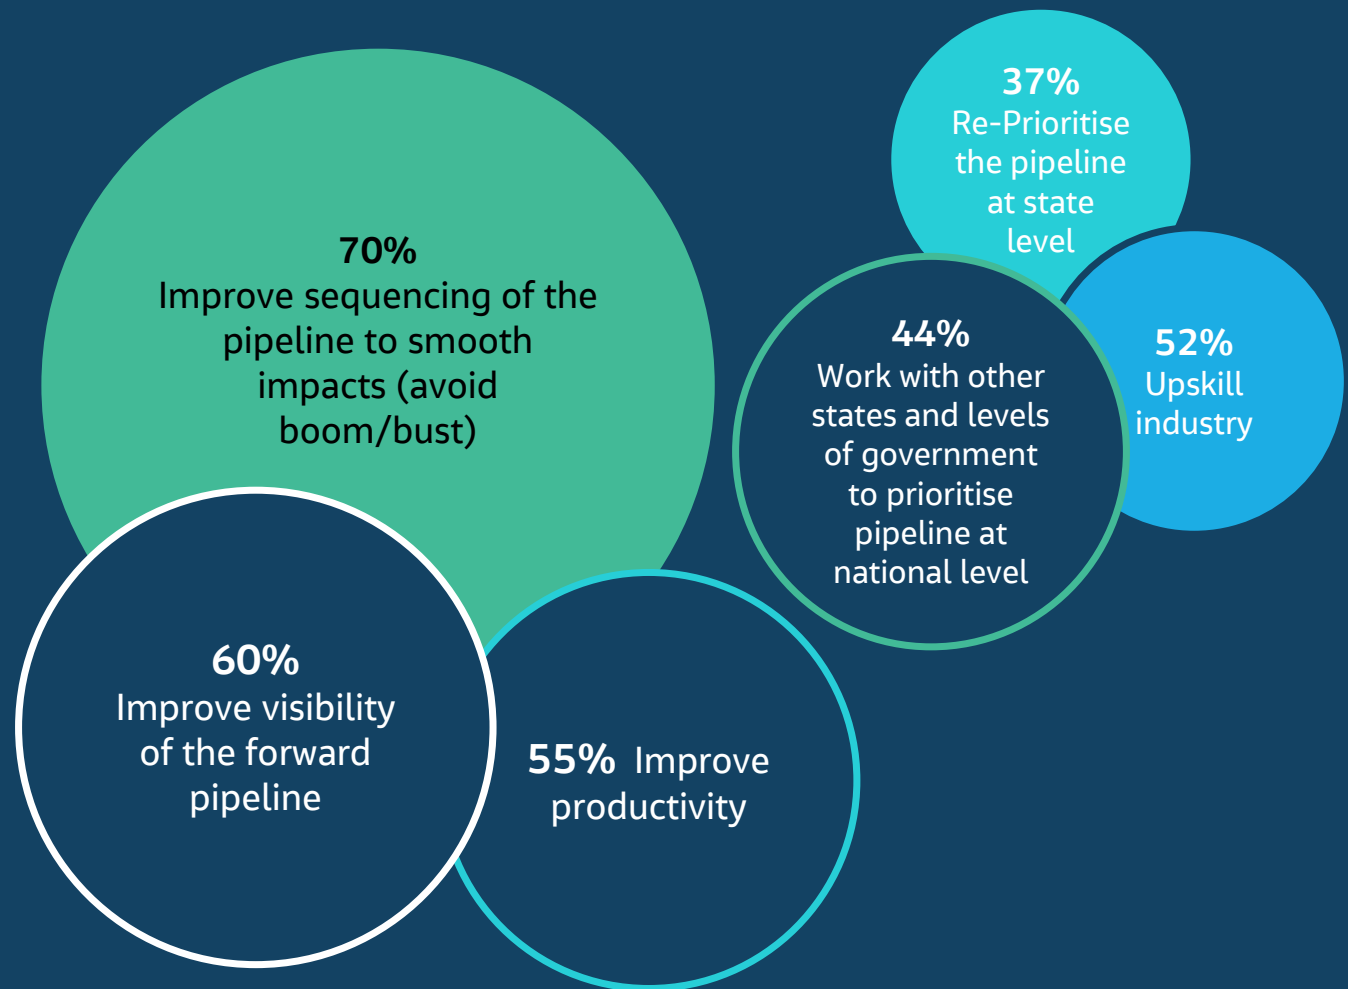 70%
Improve sequencing of the
pipeline to smooth
impacts (avoid
boom/bust)
60%
Improve visibility
of the forward
pipeline
55% Improve
productivity
37%
Re-Prioritise
the pipeline
at state
level
44%
Work with other
states and levels
of government
to prioritise
pipeline at
national level
52%
Upskill
industry